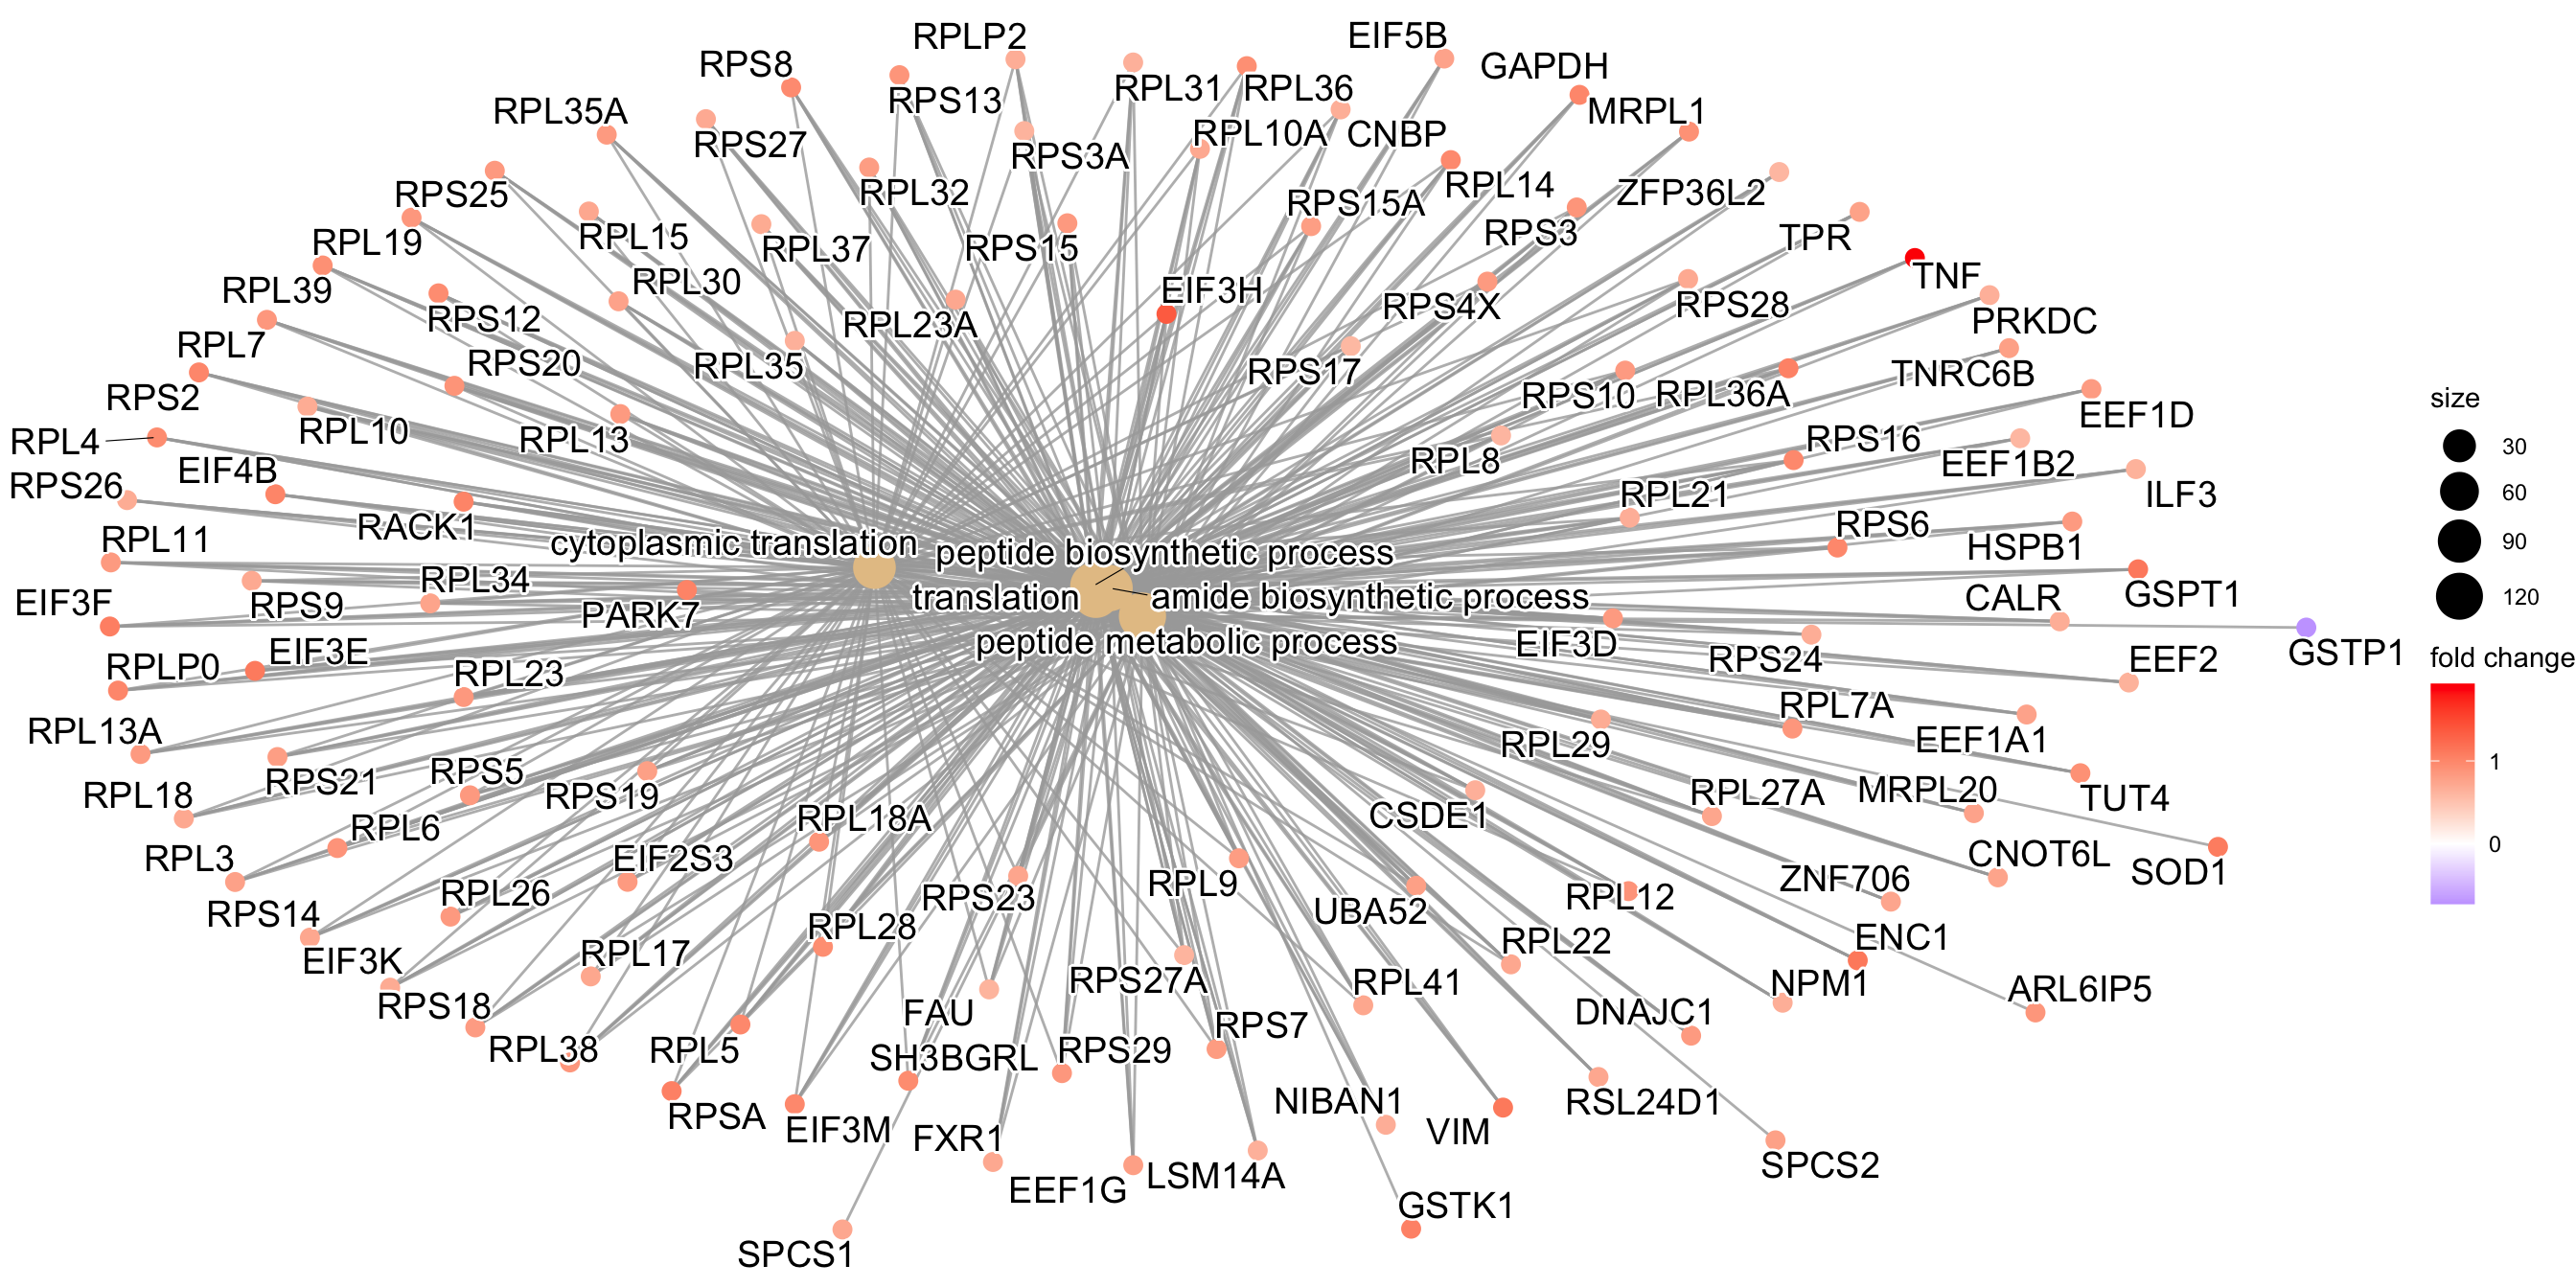 RPLP2
EIF5B
RPS8
GAPDH
RPL31
RPL36
RPS13
RPL35A
MRPL1
RPS27
RPS3A
RPL10A
CNBP
RPS25
RPL32
RPL14
ZFP36L2
RPS15A
RPL19
RPL15
RPL37
RPS15
RPS3
TPR
RPL39
RPL30
EIF3H
TNF
RPS12
RPL23A
RPS4X
RPS28
PRKDC
RPL7
RPS20
RPL35
RPS17
TNRC6B
RPS2
RPL10
RPL13
RPS10
RPL36A
EEF1D
size
RPL4
RPS16
30
RPS26
EIF4B
RPL8
EEF1B2
RPL21
ILF3
60
RACK1
RPS6
RPL11
cytoplasmic translation
peptide biosynthetic process
HSPB1
90
EIF3F
RPS9
RPL34
PARK7
translation
amide biosynthetic process
CALR
GSPT1
120
RPLP0
EIF3E
peptide metabolic process
EIF3D
RPS24
EEF2
GSTP1
fold change
RPL23
RPL13A
RPL7A
RPL29
EEF1A1
1
RPL18
RPS21
RPS5
RPS19
CSDE1
RPL27A
MRPL20
TUT4
RPL3
RPL6
RPL18A
0
EIF2S3
CNOT6L
SOD1
RPS14
RPL26
RPS23
RPL9
UBA52
RPL12
ZNF706
EIF3K
RPL17
RPL28
RPL22
ENC1
RPS18
FAU
RPS27A
RPL41
NPM1
ARL6IP5
RPL38
RPL5
SH3BGRL
RPS29
RPS7
DNAJC1
RPSA
EIF3M
FXR1
NIBAN1
VIM
RSL24D1
EEF1G
LSM14A
SPCS2
SPCS1
GSTK1